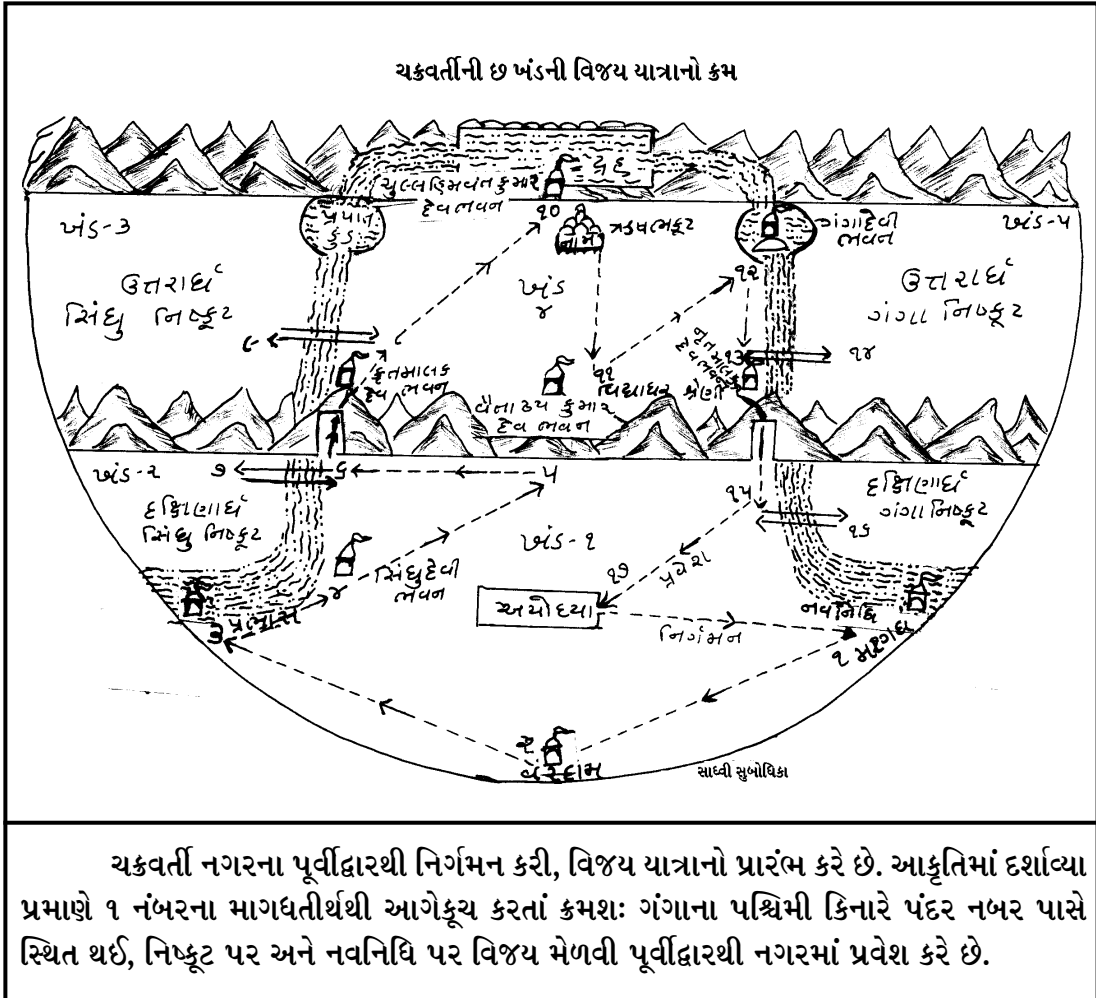 ચક્રવર્તીની છ ખંડની વિજય યાત્રાનો ક્રમ
ચુલ્લહિમવંત કુમાર
દેવ ભવન
દ્રહ
ખંડ-૩
પ્રપાત
કુંડ
૧૦
નામ
ઋષભકૂટ
ગંગાદેવી
ભવન
ખંડ-૫
ઉત્તરાર્ધ
સિંધુ નિષ્કૂટ
ખંડ
૪
૧૨
ઉત્તરાર્ધ
ગંગા નિષ્કૂટ
૯
૮
કૃતમાલક
દેવ ભવન
૧૧
વિદ્યાધર શ્રેણી
૧૩
૧૪
વૈતાઢય કુમાર
દેવ ભવન
ખંડ-૨
૭
૬
૫
દક્ષિણાર્ધ
સિંધુ નિષ્કૂટ
ખંડ-૧
૧૫
દક્ષિણાર્ધ
ગંગા નિષ્કૂટ
૧૬
સિંધુદેવી
ભવન
૪
પ્રવેશ
૧૭
અયોધ્યા
નિર્ગમન
નવનિધિ
૩ પ્રભાસ
૧ માગધ
૨
વરદામ
સાધ્વી સુબોધિકા
ચક્રવર્તી નગરના પૂર્વીદ્વારથી નિર્ગમન કરી, વિજય યાત્રાનો પ્રારંભ કરે છે. આકૃતિમાં દર્શાવ્યા
પ્રમાણે ૧ નંબરના માગધતીર્થથી આગેકૂચ કરતાં ક્રમશઃ ગંગાના પશ્ચિમી કિનારે પંદર નબર પાસે
સ્થિત થઈ, નિષ્કૂટ પર અને નવનિધિ પર વિજય મેળવી પૂર્વીદ્વારથી નગરમાં પ્રવેશ કરે છે.